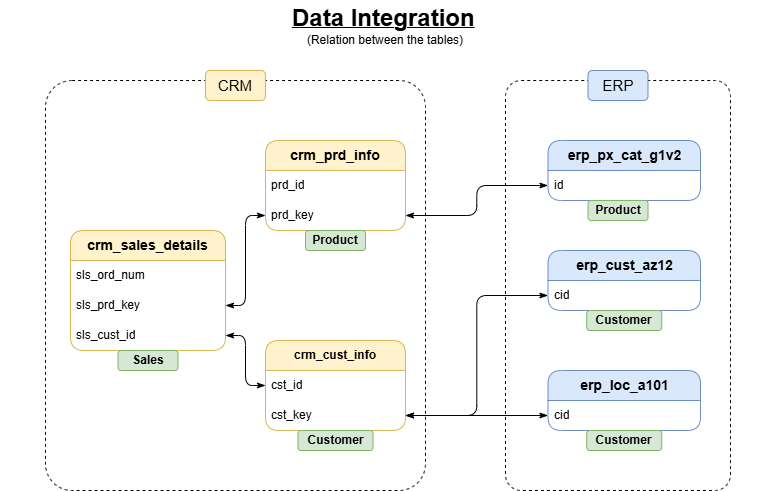 Data Integration
(Relation between the tables)
CRM
ERP
crm_prd_info
prd_id
prd_key
Product
crm_sales_details
sls_ord_num
sls_prd_key
sls_cust_id
Sales
crm_cust_info
cst_id
cst_key
Customer
erp_px_cat_g1v2
id
Product
erp_cust_az12
cid
Customer
erp_loc_a101
cid
Customer